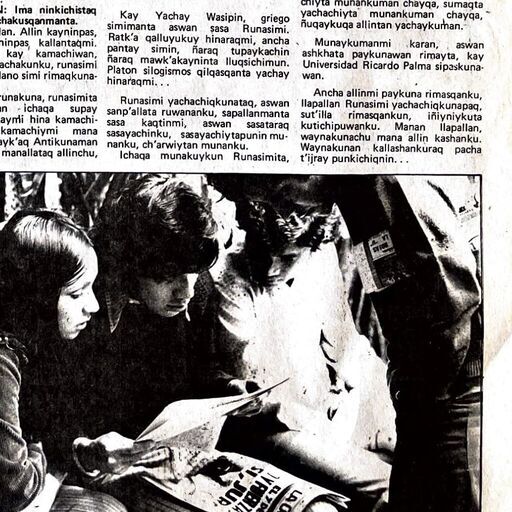 N: Ima ninkichistaq
chakusqanmanta.
lan. Allin kayninpas,
ninpas, kallantaqmi.
kay kamachiwan,
achakunku, runasimi
lano simi rimaqkuna-
runakuna, runasimita
an ichaqa supay
aymi hina kamachi-
kamachiymi mana
ayk'aq Antikunaman
manallataq allinchu,
Kay Yachay Wasipin, griego
simimanta aswan sasa Runasimi.
Ratk'a qalluyukuy hinaraqmi, ancha
pantay simin, ñaraq tupaykachin
ñaraq mawk'akayninta lluqsichimun.
Platon silogismos qilqasqanta yachay
hinaraqmi...
Runasimi yachachiqkunataq, aswan
sanp'allata ruwananku, sapallanmanta
sasa kaqtinmi, aswan sasataraq
sasayachinku, sasayachiytapunin mu-
nanku, ch'arwiytan munanku.
Ichaqa munakuykun Runasimita,
chiyta munankuman chayqa, sumaqta
yachachiyta munankuman chayqa,
ñuqaykuqa allintan yachaykuman.
Munaykunanmi karan, aswan
ashkhata paykunawan rimayta, kay
Universidad Ricardo Palma sipaskuna-
wan.
Ancha allinmi paykuna rimasqanku,
llapallan Runasimi yachachiqkunapaq,
sut'illa rimasqankun, iñiyniykuta
kutichipuwanku. Manan llapallan,
waynakunachu mana allin kashanku.
Waynakunan kallashankuraq pacha
t'ijray punkichiqnin...